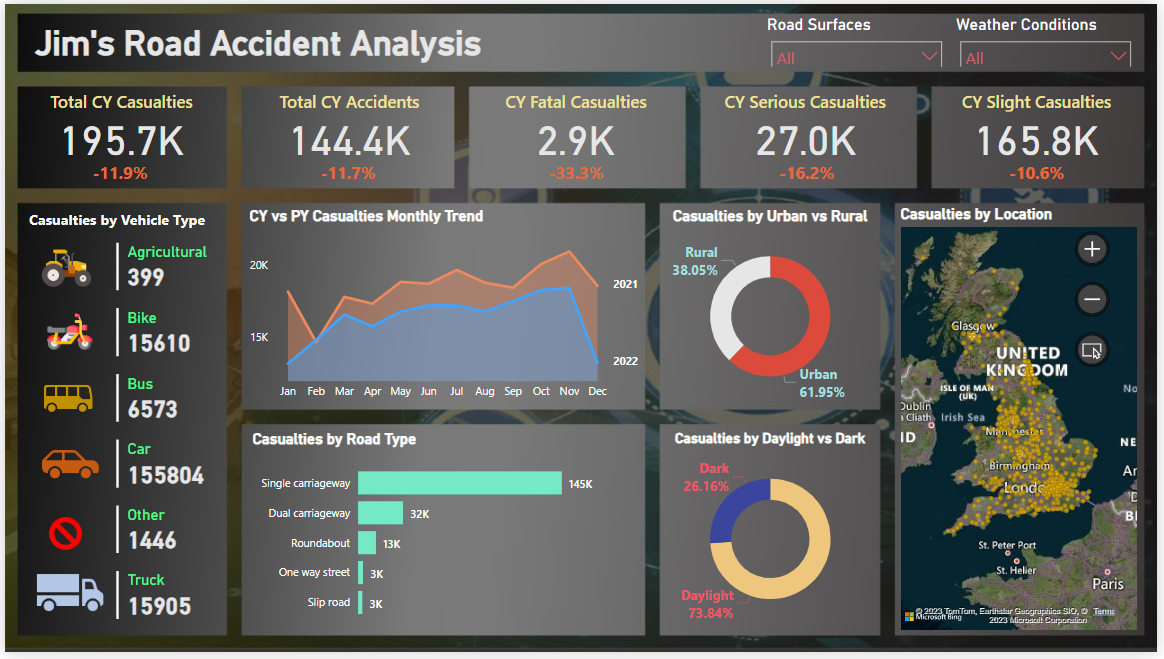 Jim's Road Accident Analysis
Road Surfaces
All
Weather Conditions
All
Total CY Casualties
195.7K
-11.9%
Total CY Accidents
144.4K
-11.7%
CY Fatal Casualties
2.9K
-33.3%
CY Serious Casualties
27.0K
-16.2%
CY Slight Casualties
165.8K
-10.6%
Casualties by Vehicle Type
Agricultural
399
Bike
15610
Bus
6573
Car
155804
Other
1446
Truck
15905
CY vs PY Casualties Monthly Trend
20K
15K
2021
2022
Jan Feb Mar Apr May Jun Jul Aug Sep Oct Nov Dec
Casualties by Road Type
Single carriageway 145K
Dual carriageway 32K
Roundabout 13K
One way street 3K
Slip road 3K
Casualties by Urban vs Rural
Rural
38.05%
Urban
61.95%
Casualties by Daylight vs Dark
Dark
26.16%
Daylight
73.84%
Casualties by Location
+
−
Glasgow
UNITED
KINGDOM
ISLE OF MAN
(UK)
No
Dublin
a Cliath
Irish Sea
ID
Manchester
NE
Birmingham
Londo
St. Peter Port
St. Helier
Paris
© 2023 TomTom, Earthstar Geographics SIO, © Terms
Microsoft Bing
2023 Microsoft Corporation